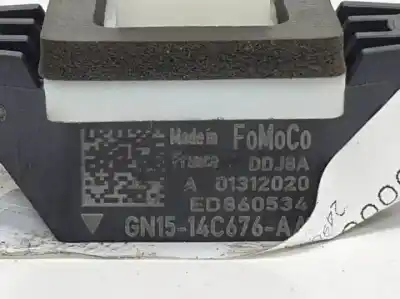 Made in FoMoCo
France DDJ8A
A 01312020
ED860534
GN15-14C676-AA